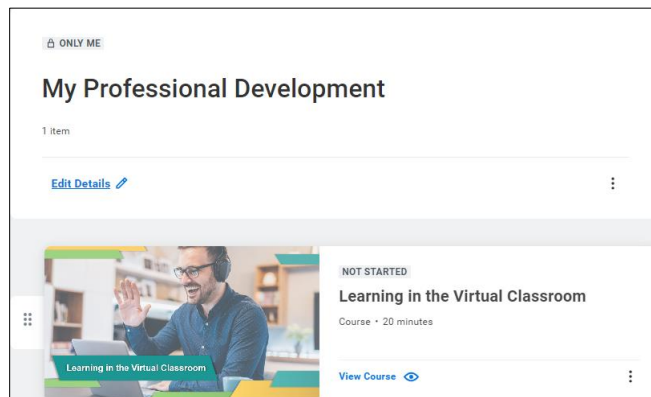 ONLY ME
My Professional Development
1 item
Edit Details
NOT STARTED
Learning in the Virtual Classroom
Course • 20 minutes
Learning in the Virtual Classroom
View Course